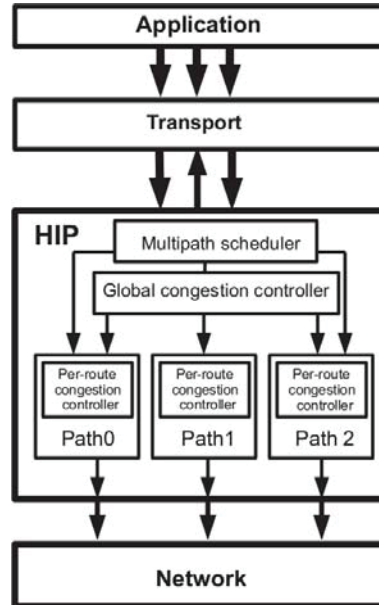 Application
Transport
HIP
Multipath scheduler
Global congestion controller
Per-route
congestion
controller
Path0
Per-route
congestion
controller
Path1
Per-route
congestion
controller
Path 2
Network